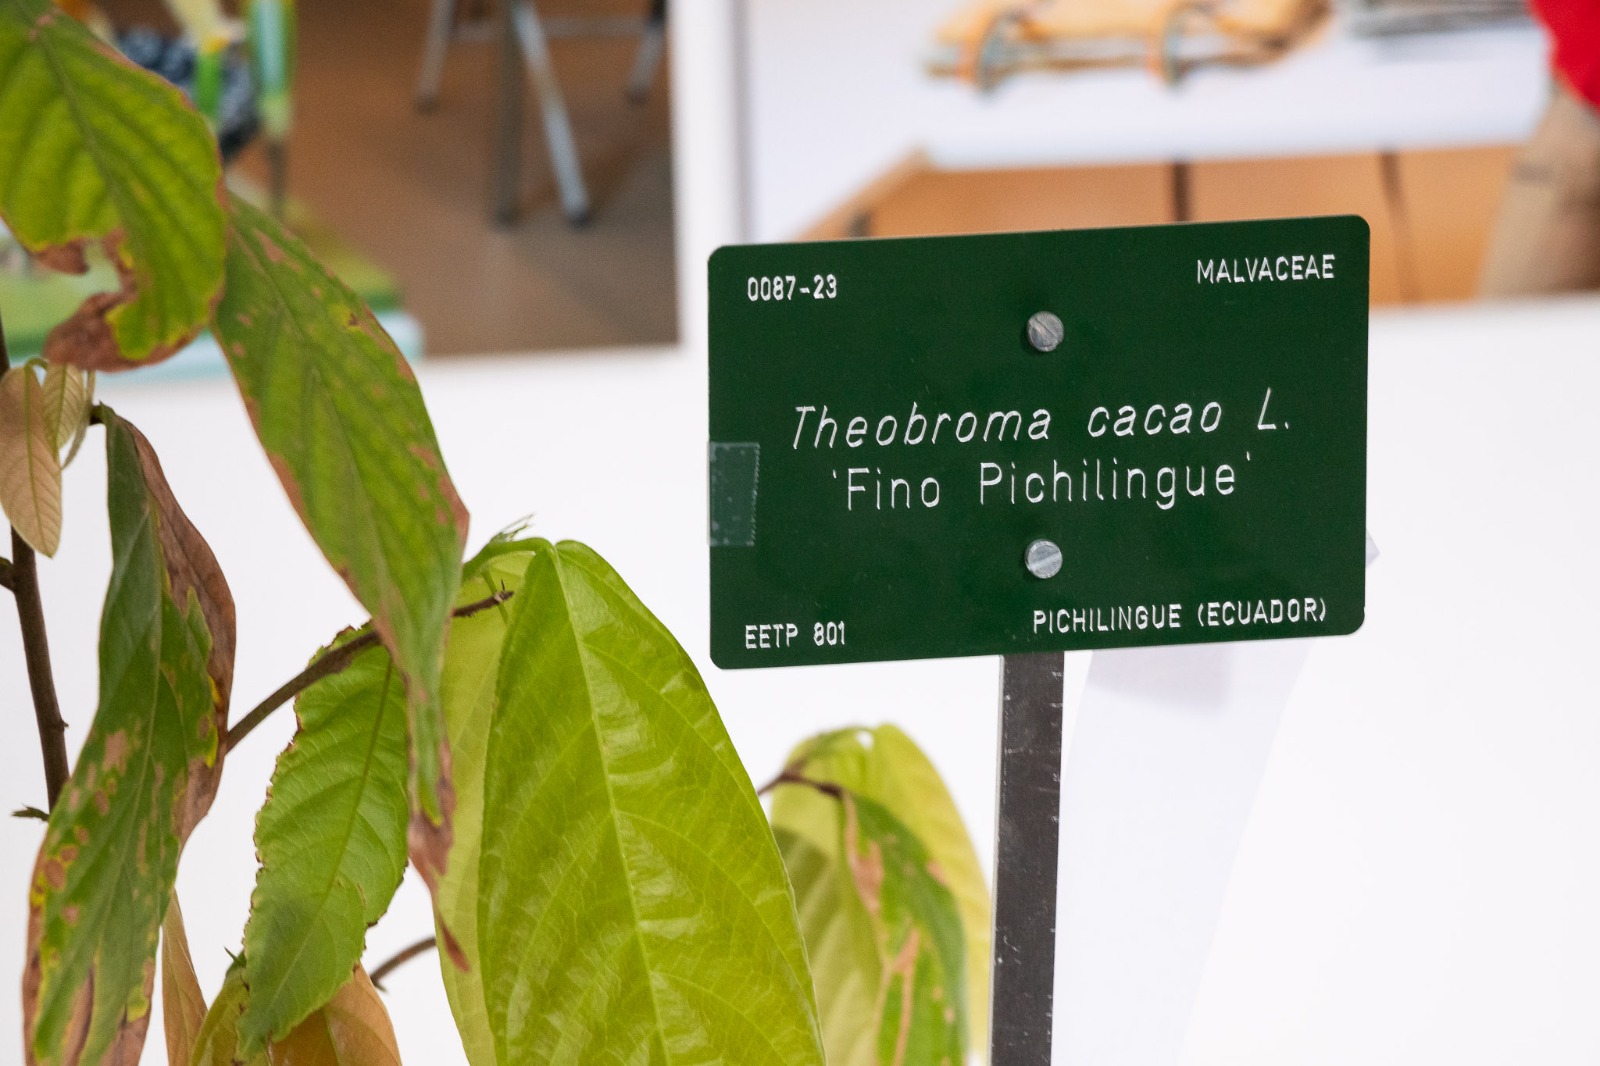 0087-23
MALVACEAE
Theobroma cacao L.
'Fino Pichilingue'
EETP 801
PICHILINGUE (ECUADOR)